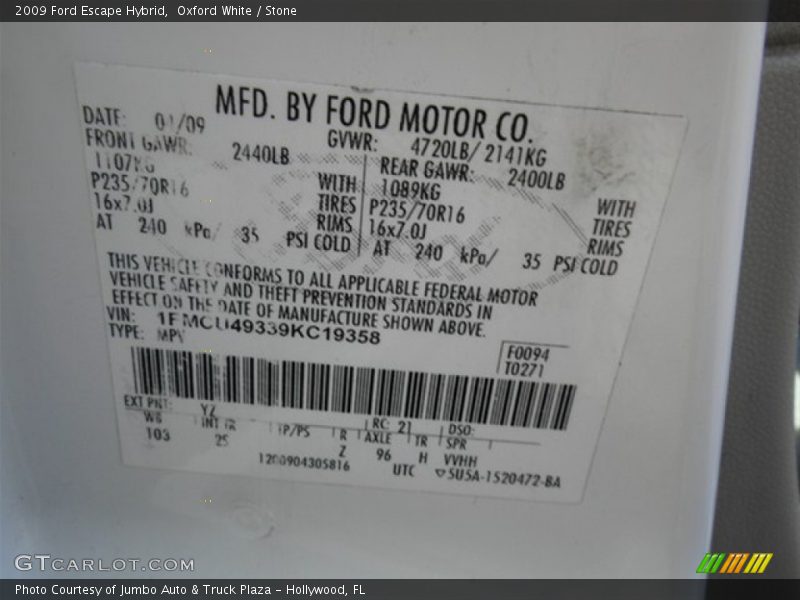 2009 Ford Escape Hybrid, Oxford White / Stone
MFD. BY FORD MOTOR CO.
DATE: 01/09
GVWR: 4720LB/ 2141KG
FRONT GAWR: 2440LB
REAR GAWR: 2400LB
1107KG WITH
1089KG WITH
P235/70R16 TIRES
P235/70R16 TIRES
16x7.0J RIMS
16x7.0J RIMS
AT 240 kPa/ 35 PSI COLD
AT 240 kPa/ 35 PSI COLD
THIS VEHICLE CONFORMS TO ALL APPLICABLE FEDERAL MOTOR
VEHICLE SAFETY AND THEFT PREVENTION STANDARDS IN
EFFECT ON THE DATE OF MANUFACTURE SHOWN ABOVE.
VIN: 1FMCU49339KC19358
TYPE: MPV
F0094
T0271
EXT PNT: YZ RC: 21 DSO:
WB INT TR TP/PS R AXLE TR SPR
103 2S Z 96 H VVHH
UTC
5U5A-1520472-BA
GTCARLOT.COM
Photo Courtesy of Jumbo Auto & Truck Plaza - Hollywood, FL